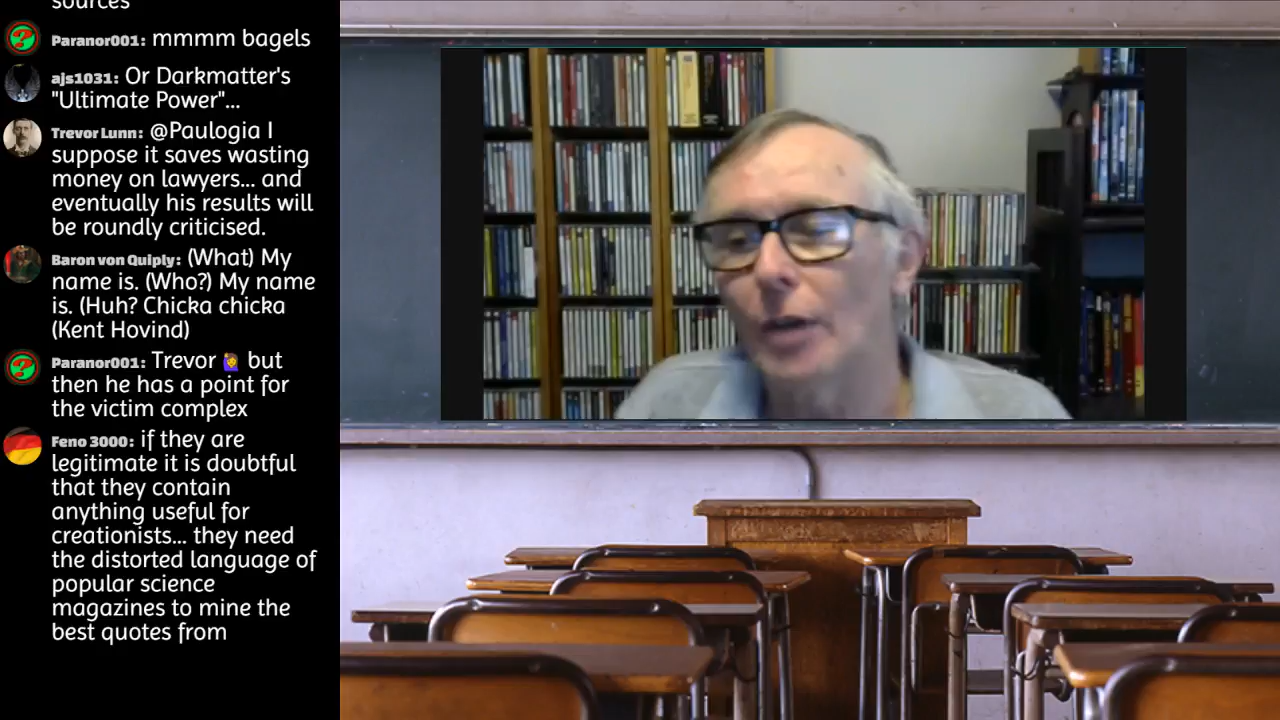 sources
Paranor001: mmmm bagels
ajs1031: Or Darkmatter's
"Ultimate Power"...
Trevor Lunn: @Paulogia I
suppose it saves wasting
money on lawyers... and
eventually his results will
be roundly criticised.
Baron von Quiply: (What) My
name is. (Who?) My name
is. (Huh? Chicka chicka
(Kent Hovind)
Paranor001: Trevor 🙋‍♀️ but
then he has a point for
the victim complex
Feno 3000: if they are
legitimate it is doubtful
that they contain
anything useful for
creationists... they need
the distorted language of
popular science
magazines to mine the
best quotes from